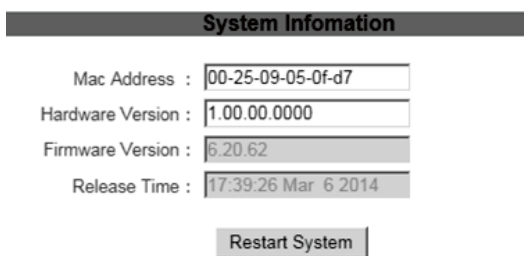 System Infomation
Mac Address : 00-25-09-05-0f-d7
Hardware Version : 1.00.00.0000
Firmware Version : 6.20.62
Release Time : 17:39:26 Mar 6 2014
Restart System